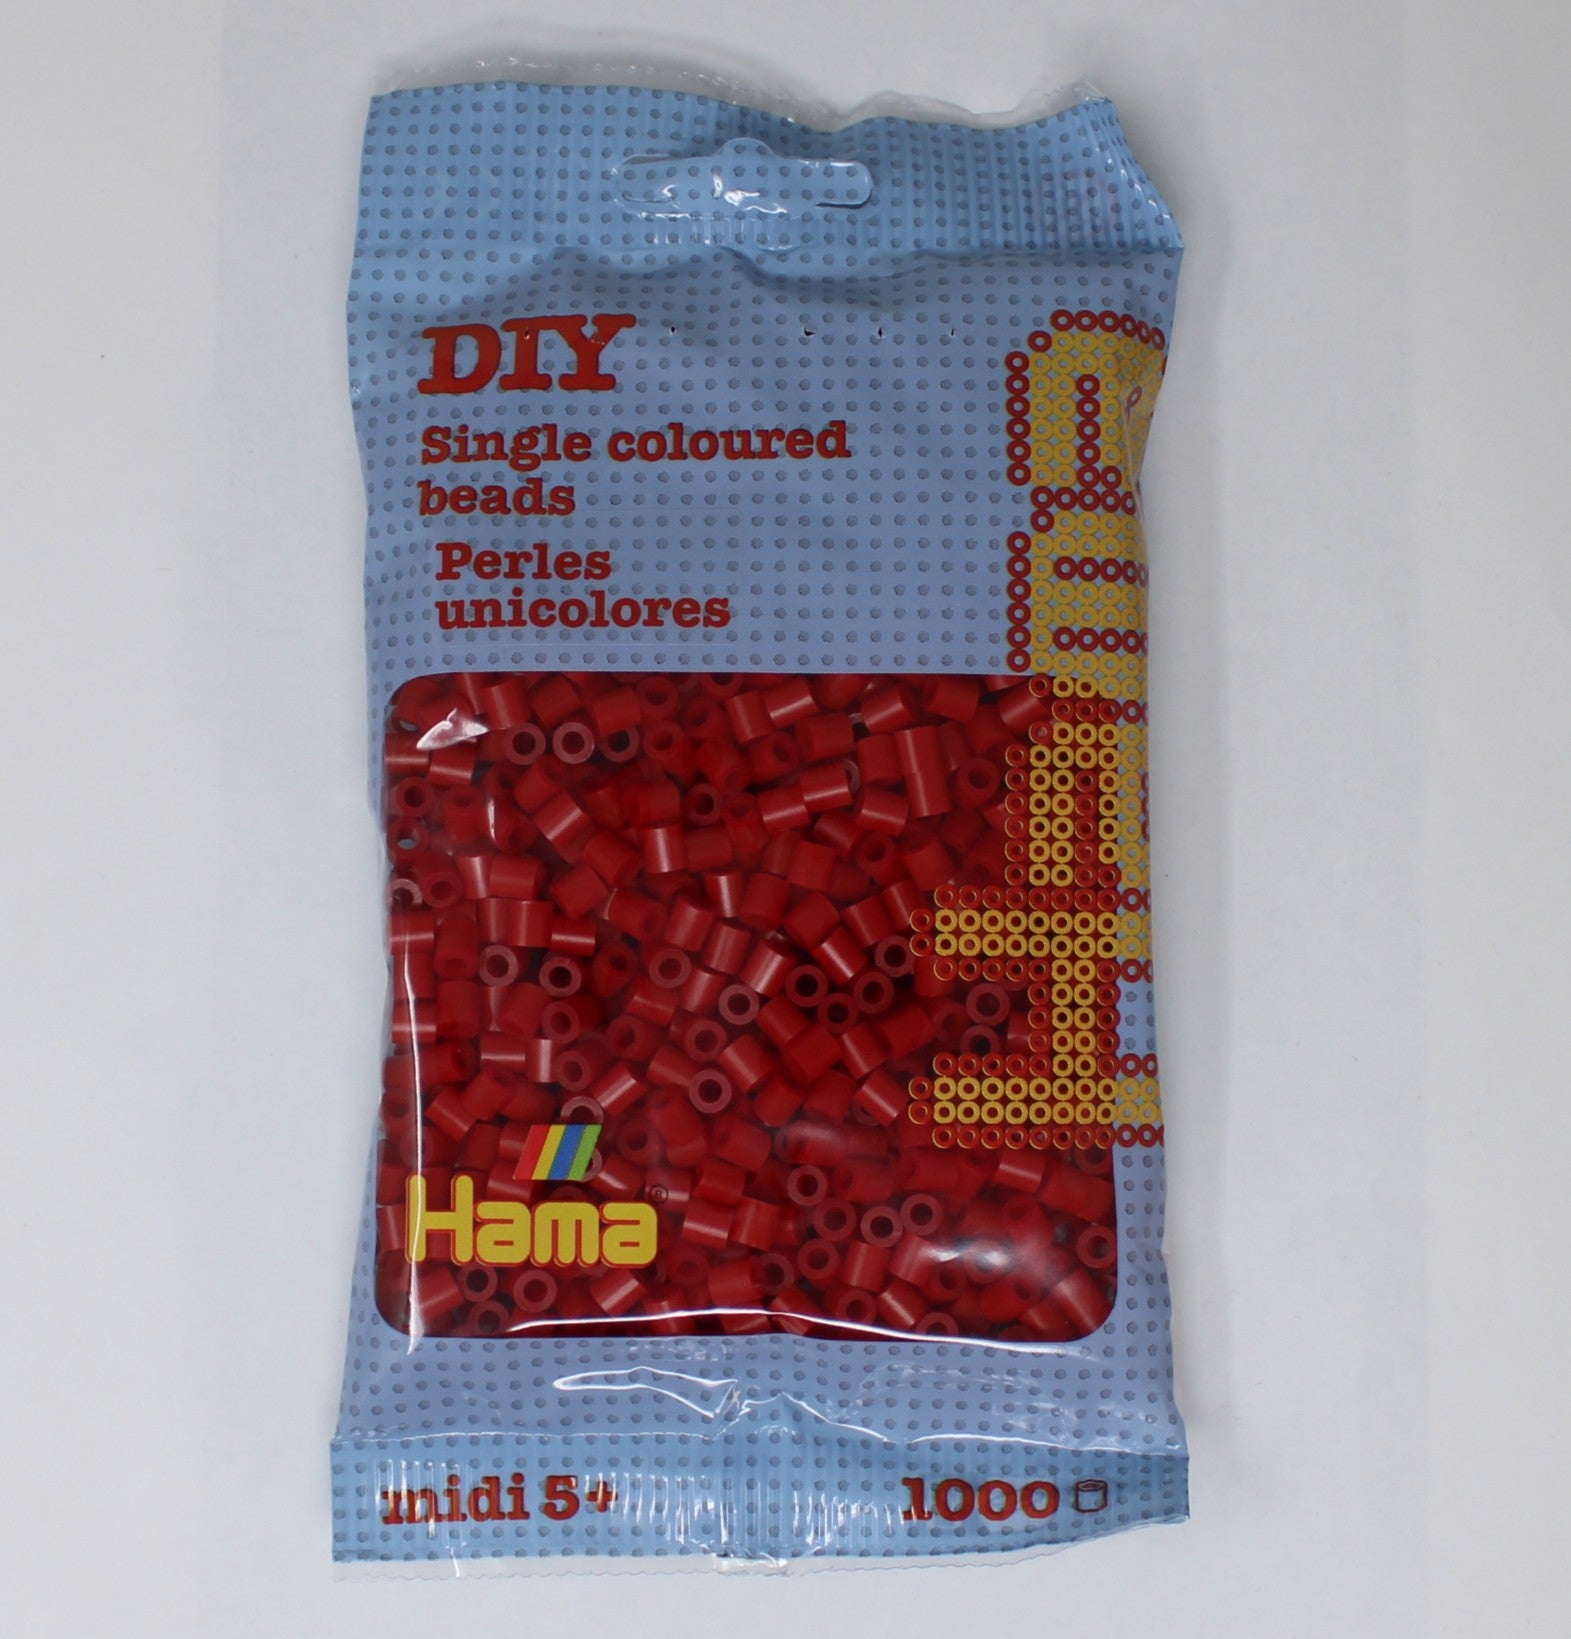 DIY
Single coloured
beads
Perles
unicolores
Hama®
midi 5+
1000